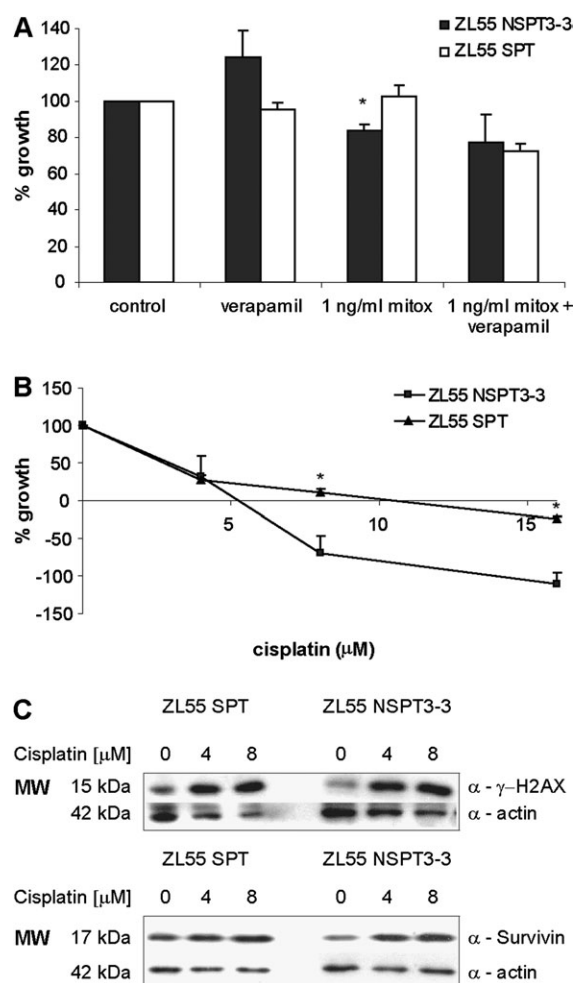 A
ZL55 NSPT3-3
ZL55 SPT
% growth
140
120
100
80
60
40
20
0
*
control
verapamil
1 ng/ml mitox
1 ng/ml mitox +
verapamil
B
ZL55 NSPT3-3
ZL55 SPT
% growth
150
100
50
0
-50
-100
-150
5
10
15
*
*
cisplatin (μM)
C
ZL55 SPT ZL55 NSPT3-3
Cisplatin [μM] 0 4 8 0 4 8
MW 15 kDa α - γ-H2AX
42 kDa α - actin
ZL55 SPT ZL55 NSPT3-3
Cisplatin [μM] 0 4 8 0 4 8
MW 17 kDa α - Survivin
42 kDa α - actin